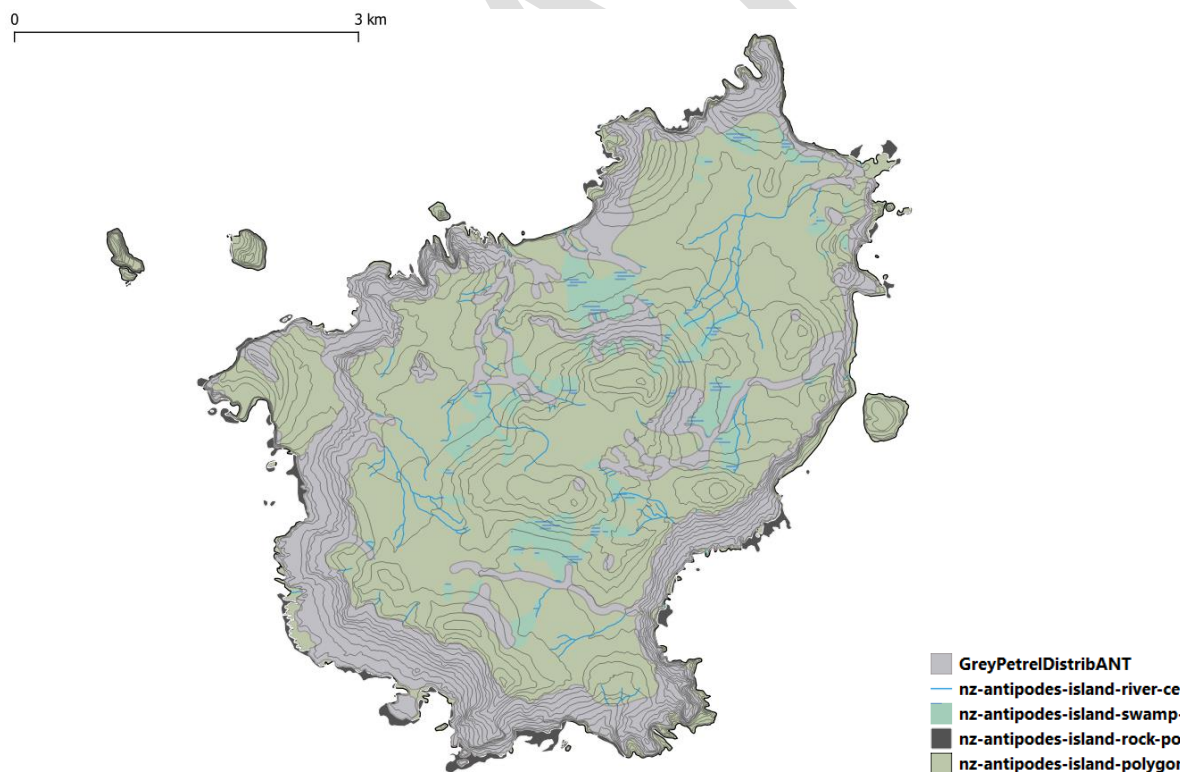 0 3 km
GreyPetrelDistribANT
nz-antipodes-island-river-ce
nz-antipodes-island-swamp-
nz-antipodes-island-rock-po
nz-antipodes-island-polygon